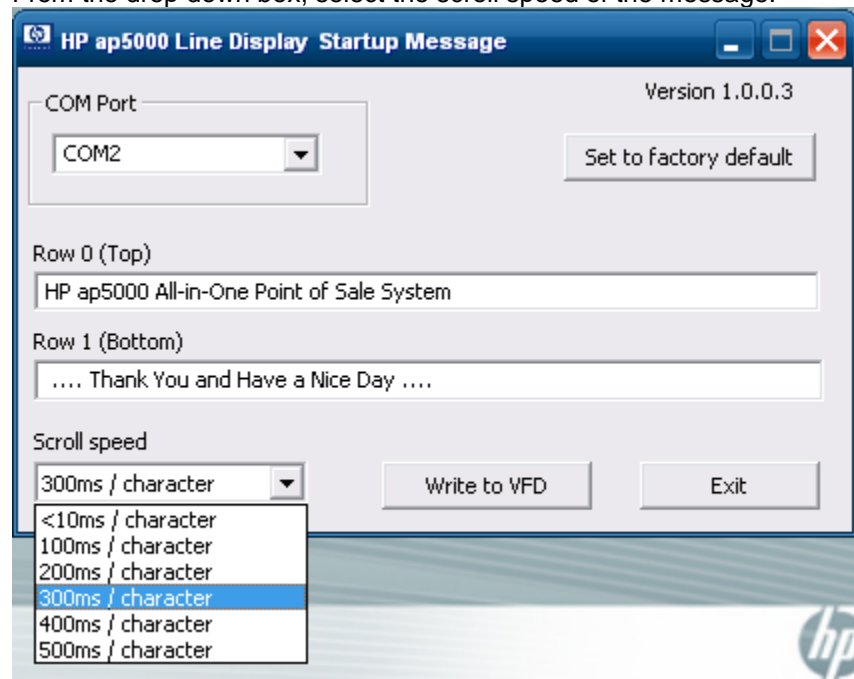 From the drop down box, select the scroll speed of the message.
HP ap5000 Line Display Startup Message
COM Port
Version 1.0.0.3
COM2
Set to factory default
Row 0 (Top)
HP ap5000 All-in-One Point of Sale System
Row 1 (Bottom)
.... Thank You and Have a Nice Day ....
Scroll speed
300ms / character
Write to VFD
Exit
<10ms / character
100ms / character
200ms / character
300ms / character
400ms / character
500ms / character
hp